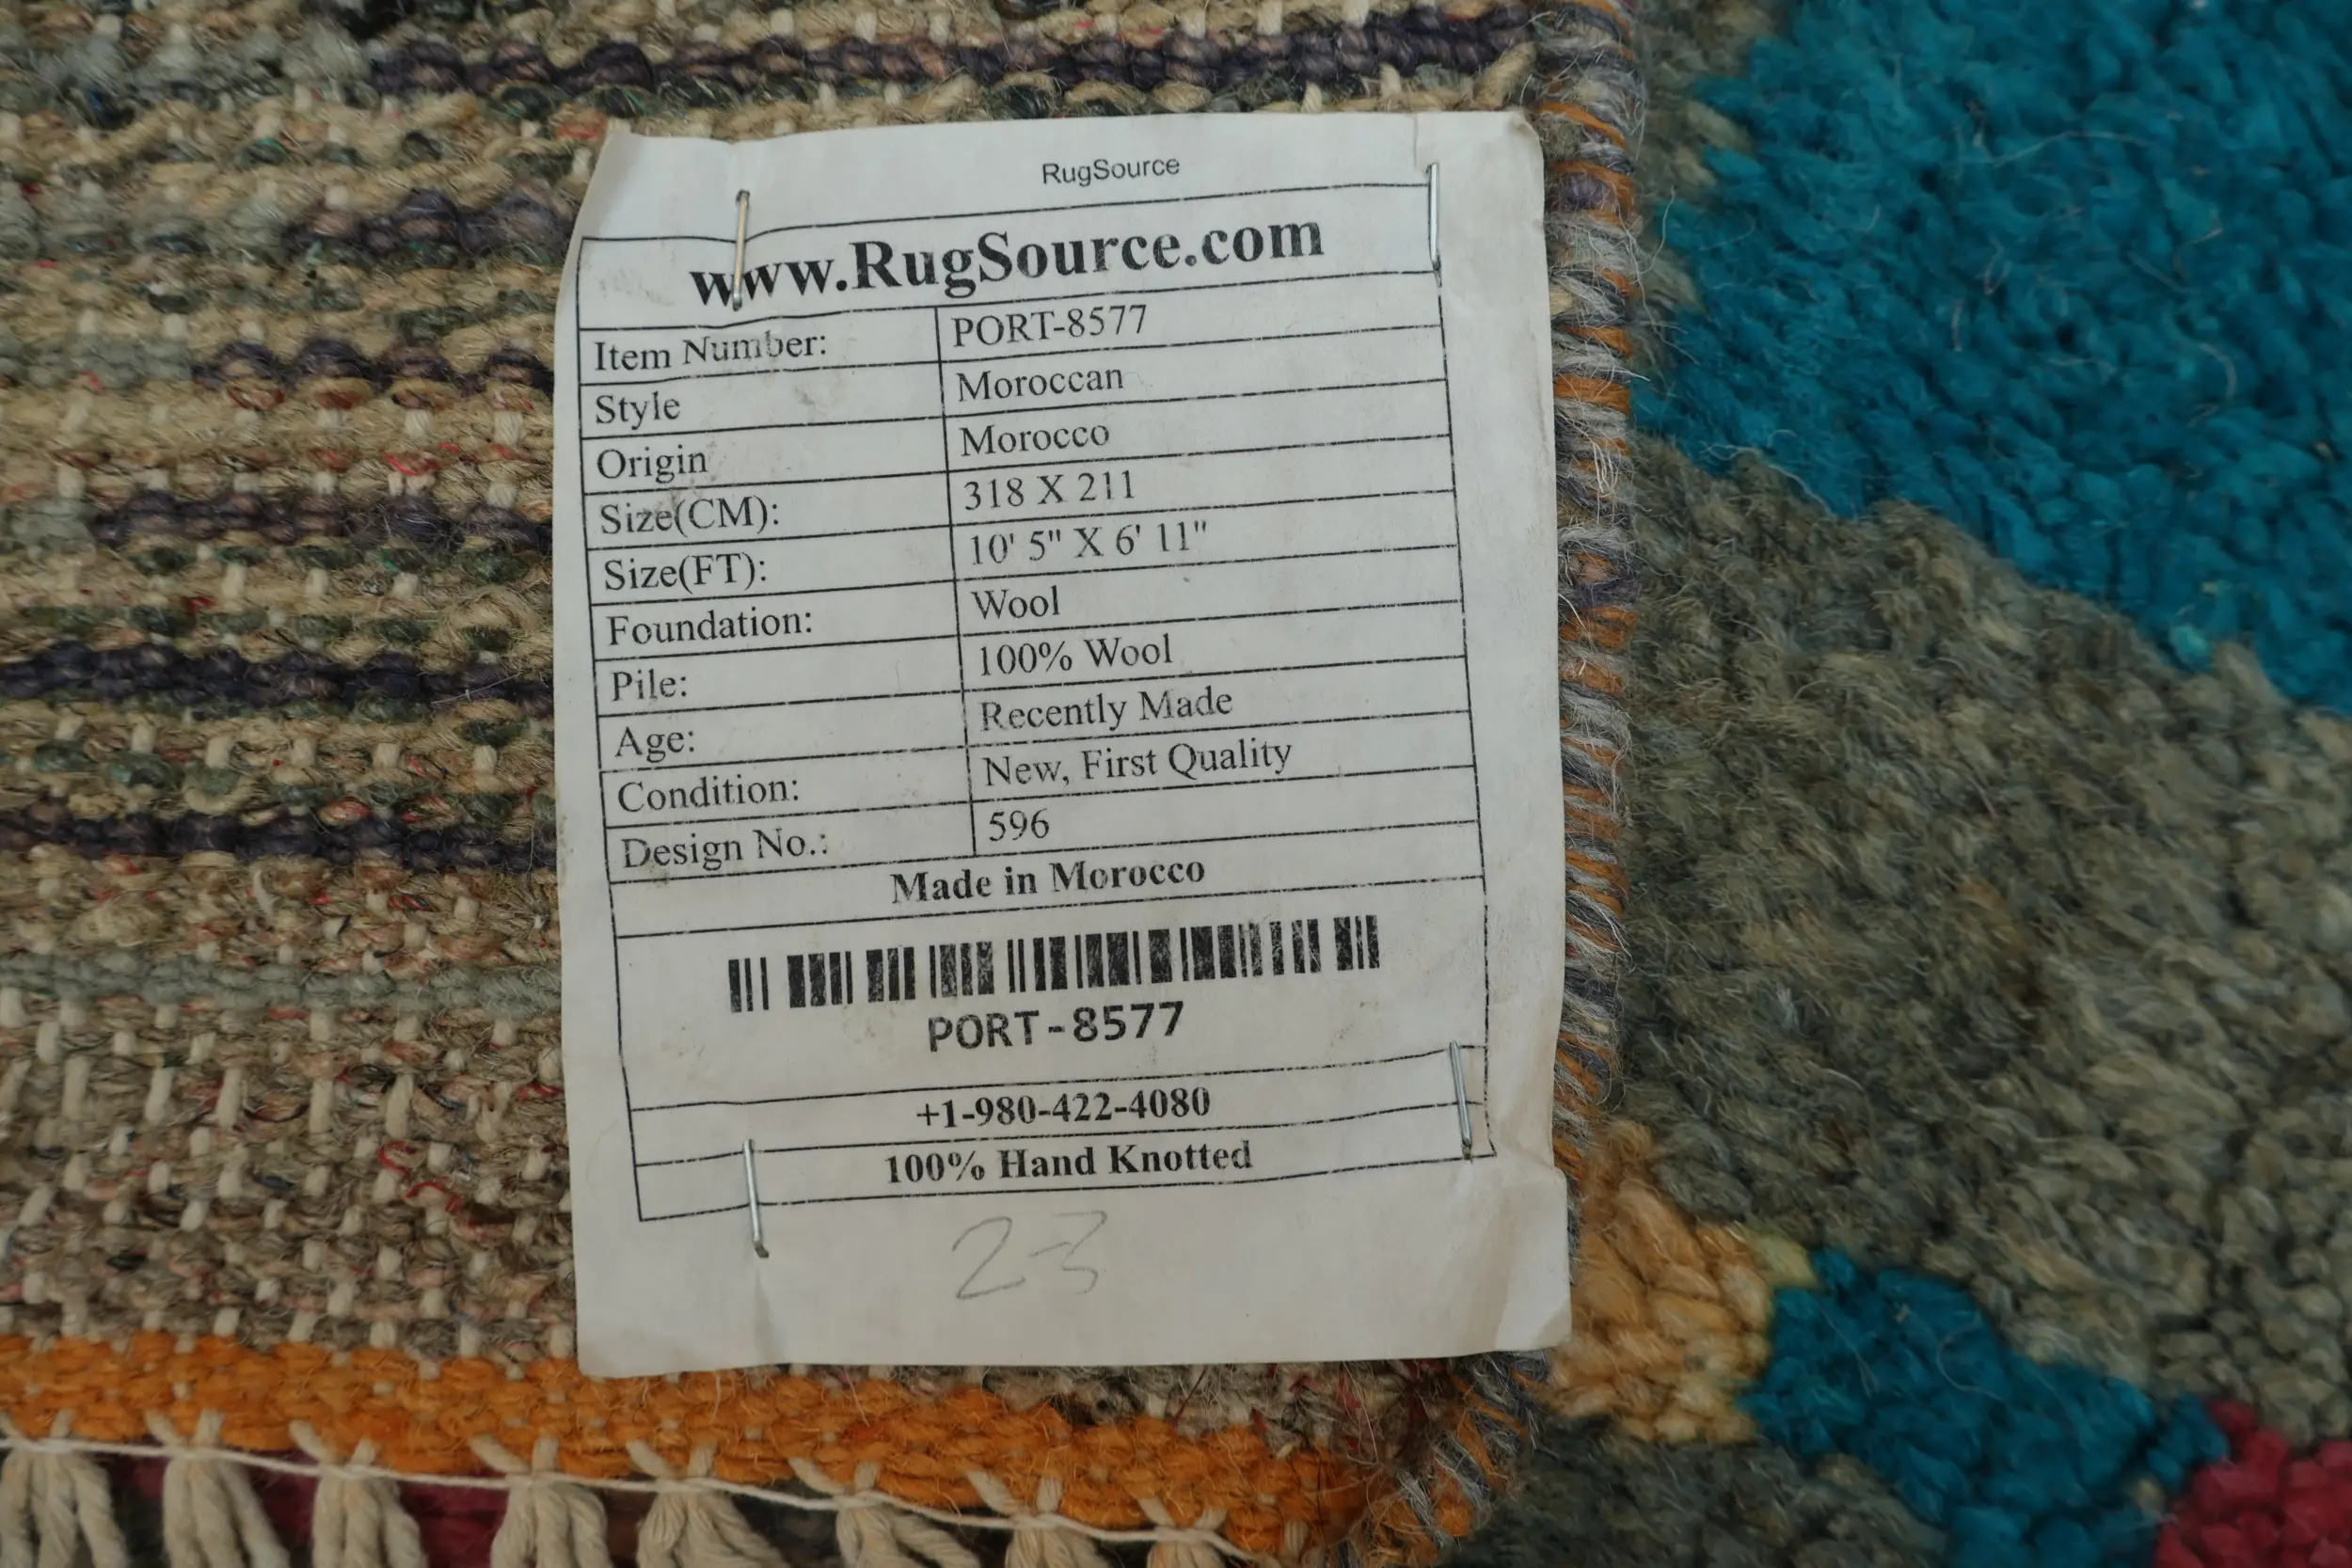 RugSource
www.RugSource.com
Item Number: PORT-8577
Style Moroccan
Origin Morocco
Size(CM): 318 X 211
Size(FT): 10' 5" X 6' 11"
Foundation: Wool
Pile: 100% Wool
Age: Recently Made
Condition: New, First Quality
Design No.: 596
Made in Morocco
PORT-8577
+1-980-422-4080
100% Hand Knotted
23